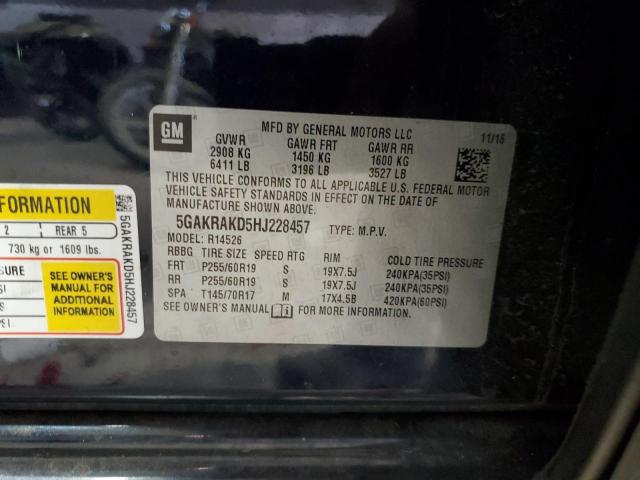 GM
MFD BY GENERAL MOTORS LLC
11/16
GVWR GAWR FRT GAWR RR
2908 KG 1450 KG 1600 KG
6411 LB 3196 LB 3527 LB
THIS VEHICLE CONFORMS TO ALL APPLICABLE U.S. FEDERAL MOTOR
VEHICLE SAFETY STANDARDS IN EFFECT ON THE DATE OF
MANUFACTURE SHOWN ABOVE.
5GAKRAKD5HJ228457 TYPE: M.P.V.
MODEL: R14526
RBBG TIRE SIZE SPEED RTG RIM COLD TIRE PRESSURE
FRT P255/60R19 S 19X7.5J 240KPA(35PSI)
RR P255/60R19 S 19X7.5J 240KPA(35PSI)
SPA T145/70R17 M 17X4.5B 420KPA(60PSI)
SEE OWNER'S MANUAL FOR MORE INFORMATION.
FORMATION
2 REAR 5
730 kg or 1609 lbs.
SURE
SEE OWNER'S
MANUAL FOR
ADDITIONAL
INFORMATION
5GAKRAKD5HJ228457